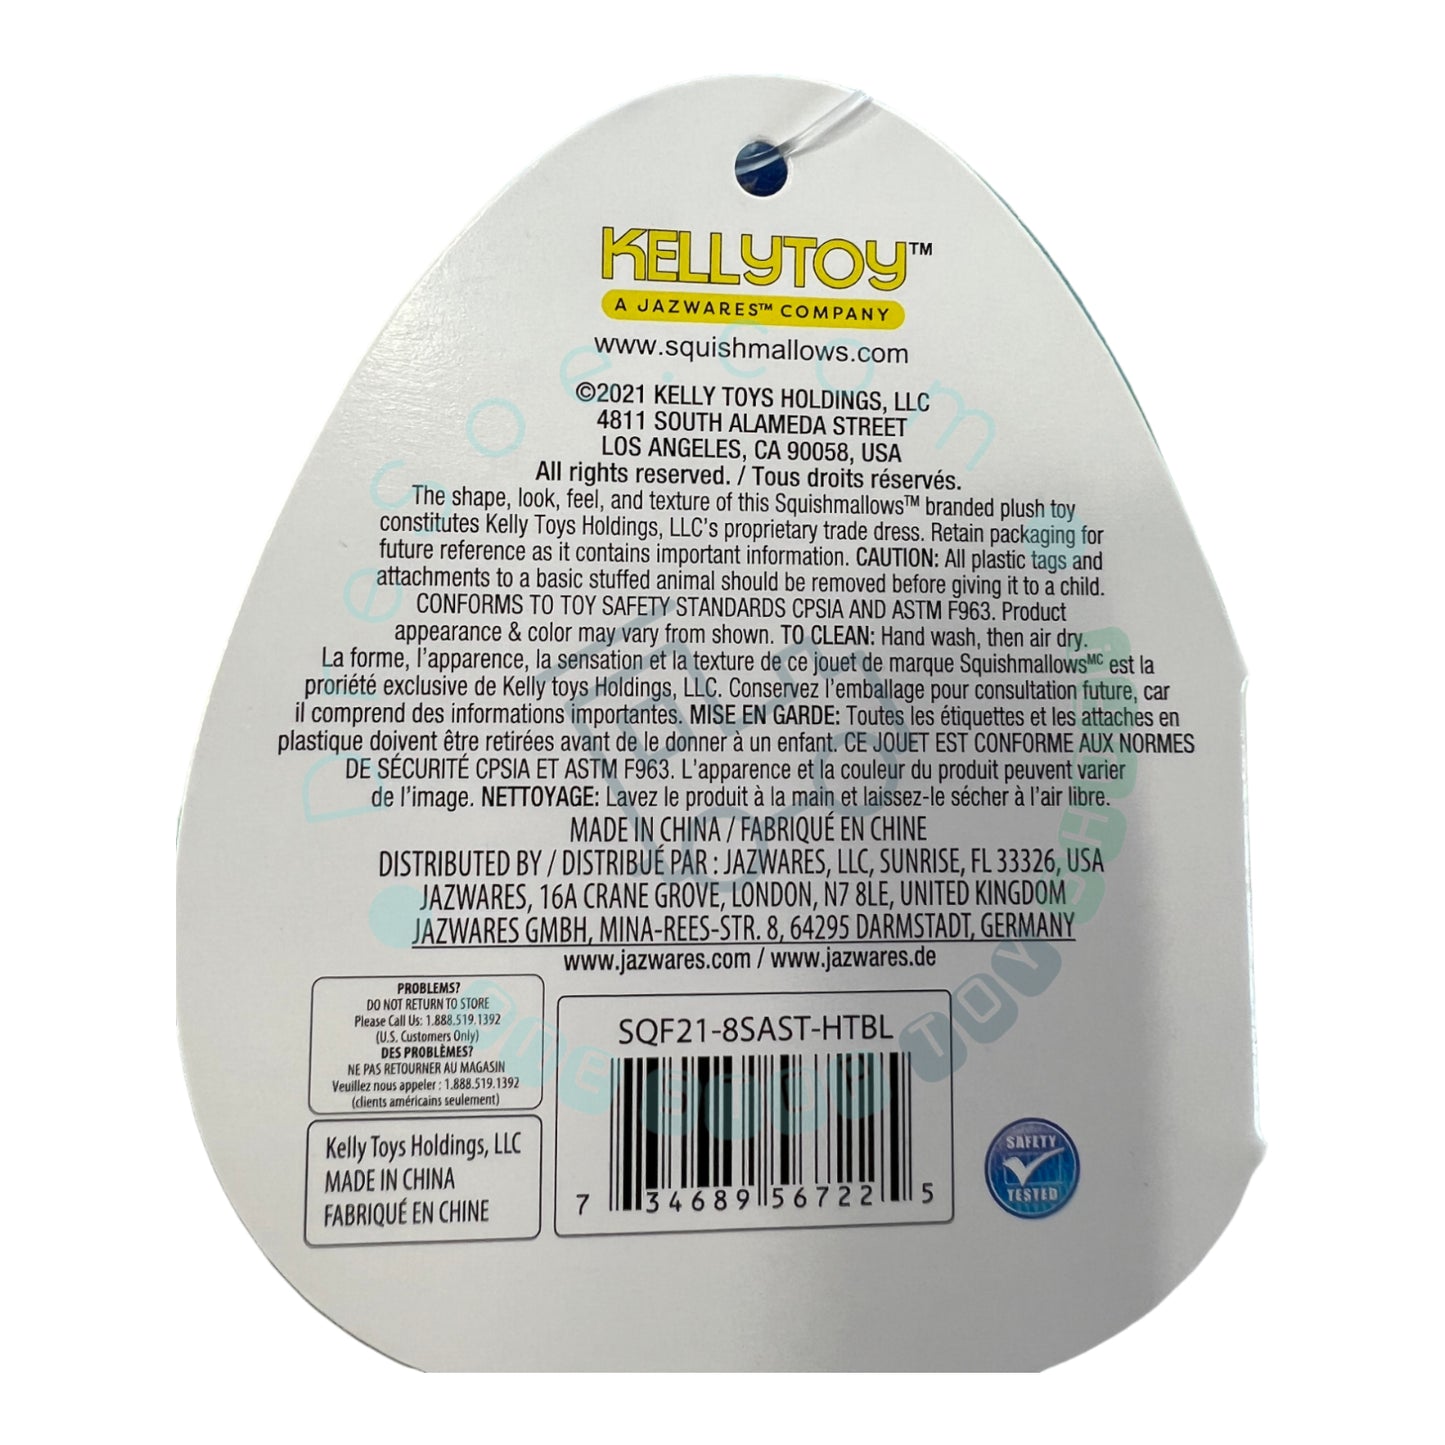 KELLYTOY™
A JAZWARES™ COMPANY
www.squishmallows.com
©2021 KELLY TOYS HOLDINGS, LLC
4811 SOUTH ALAMEDA STREET
LOS ANGELES, CA 90058, USA
All rights reserved. / Tous droits réservés.
The shape, look, feel, and texture of this Squishmallows™ branded plush toy
constitutes Kelly Toys Holdings, LLC's proprietary trade dress. Retain packaging for
future reference as it contains important information. CAUTION: All plastic tags and
attachments to a basic stuffed animal should be removed before giving it to a child.
CONFORMS TO TOY SAFETY STANDARDS CPSIA AND ASTM F963. Product
appearance & color may vary from shown. TO CLEAN: Hand wash, then air dry.
La forme, l'apparence, la sensation et la texture de ce jouet de marque Squishmallowsᴹᶜ est la
proriété exclusive de Kelly toys Holdings, LLC. Conservez l'emballage pour consultation future, car
il comprend des informations importantes. MISE EN GARDE: Toutes les étiquettes et les attaches en
plastique doivent être retirées avant de le donner à un enfant. CE JOUET EST CONFORME AUX NORMES
DE SÉCURITÉ CPSIA ET ASTM F963. L'apparence et la couleur du produit peuvent varier
de l'image. NETTOYAGE: Lavez le produit à la main et laissez-le sécher à l'air libre.
MADE IN CHINA / FABRIQUÉ EN CHINE
DISTRIBUTED BY / DISTRIBUÉ PAR : JAZWARES, LLC, SUNRISE, FL 33326, USA
JAZWARES, 16A CRANE GROVE, LONDON, N7 8LE, UNITED KINGDOM
JAZWARES GMBH, MINA-REES-STR. 8, 64295 DARMSTADT, GERMANY
www.jazwares.com / www.jazwares.de
PROBLEMS?
DO NOT RETURN TO STORE
Please Call Us: 1.888.519.1392
(U.S. Customers Only)
DES PROBLÈMES?
NE PAS RETOURNER AU MAGASIN
Veuillez nous appeler : 1.888.519.1392
(clients américains seulement)
Kelly Toys Holdings, LLC
MADE IN CHINA
FABRIQUÉ EN CHINE
SQF21-8SAST-HTBL
7 34689 56722 5
SAFETY
TESTED
ONE STOP TOY SHOP